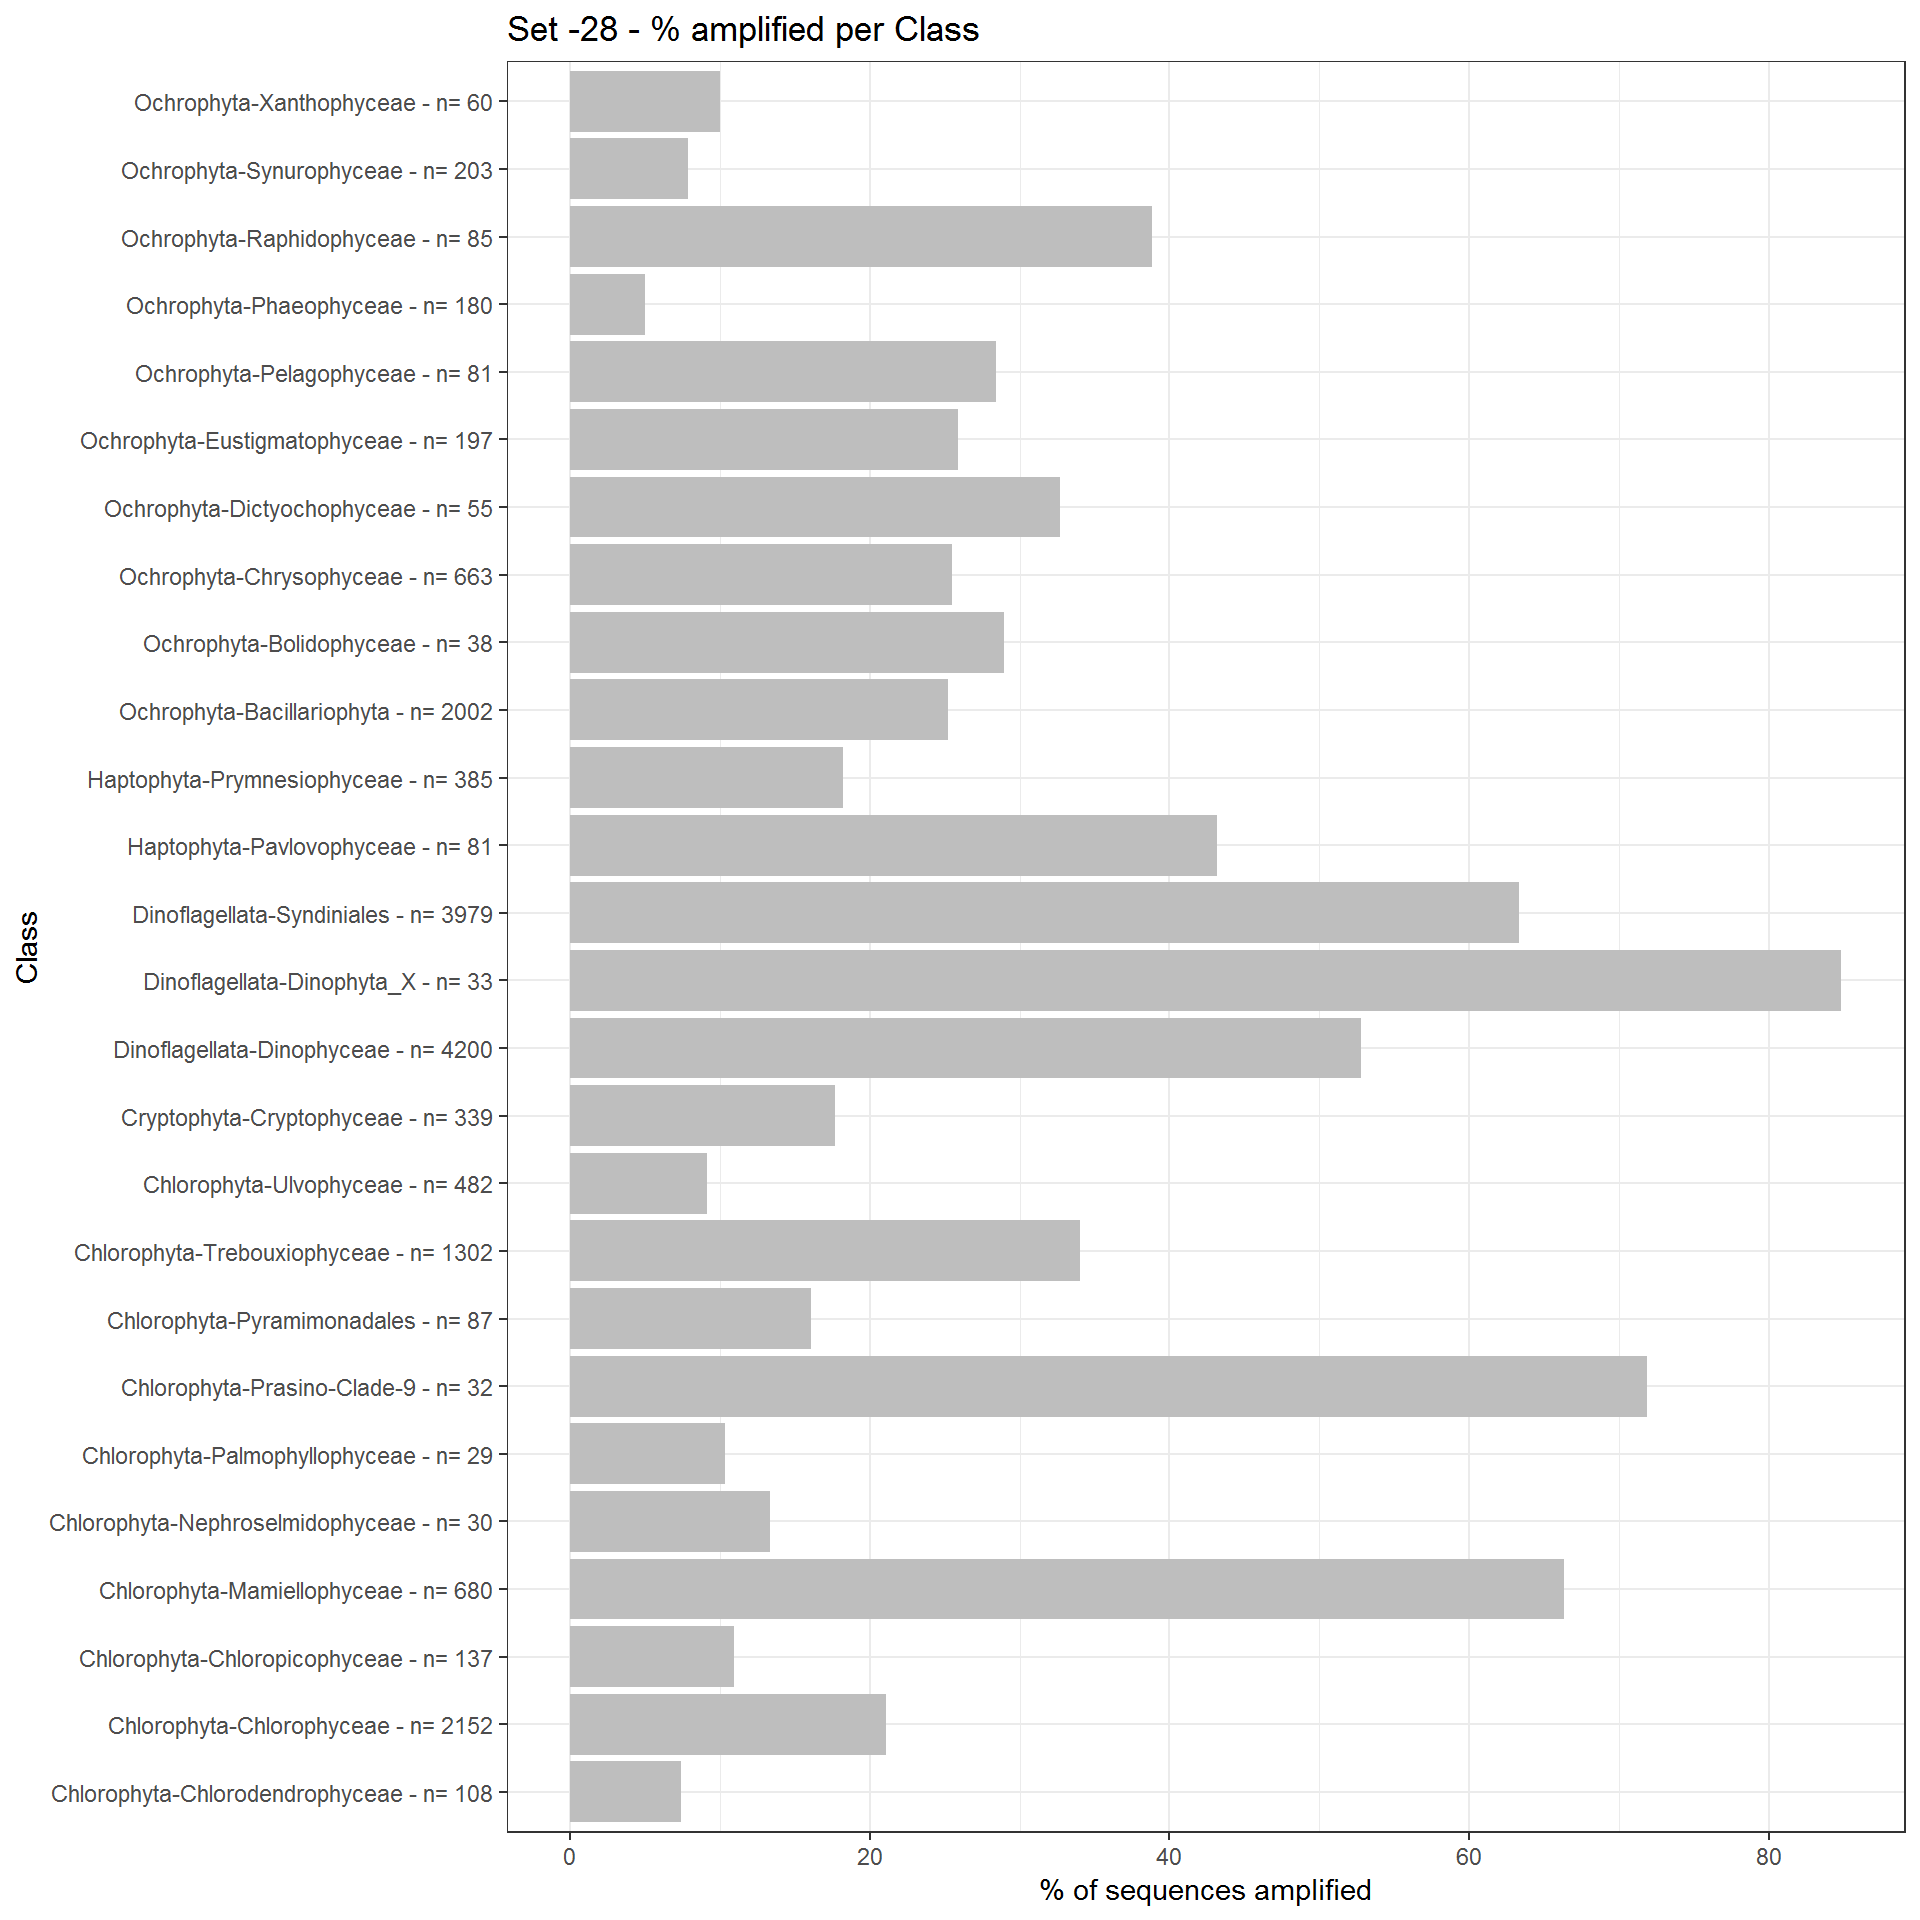 Set -28 - % amplified per Class
Ochrophyta-Xanthophyceae - n= 60
Ochrophyta-Synurophyceae - n= 203
Ochrophyta-Raphidophyceae - n= 85
Ochrophyta-Phaeophyceae - n= 180
Ochrophyta-Pelagophyceae - n= 81
Ochrophyta-Eustigmatophyceae - n= 197
Ochrophyta-Dictyochophyceae - n= 55
Ochrophyta-Chrysophyceae - n= 663
Ochrophyta-Bolidophyceae - n= 38
Ochrophyta-Bacillariophyta - n= 2002
Haptophyta-Prymnesiophyceae - n= 385
Haptophyta-Pavlovophyceae - n= 81
Dinoflagellata-Syndiniales - n= 3979
Dinoflagellata-Dinophyta_X - n= 33
Dinoflagellata-Dinophyceae - n= 4200
Cryptophyta-Cryptophyceae - n= 339
Chlorophyta-Ulvophyceae - n= 482
Chlorophyta-Trebouxiophyceae - n= 1302
Chlorophyta-Pyramimonadales - n= 87
Chlorophyta-Prasino-Clade-9 - n= 32
Chlorophyta-Palmophyllophyceae - n= 29
Chlorophyta-Nephroselmidophyceae - n= 30
Chlorophyta-Mamiellophyceae - n= 680
Chlorophyta-Chloropicophyceae - n= 137
Chlorophyta-Chlorophyceae - n= 2152
Chlorophyta-Chlorodendrophyceae - n= 108
Class
0 20 40 60 80
% of sequences amplified